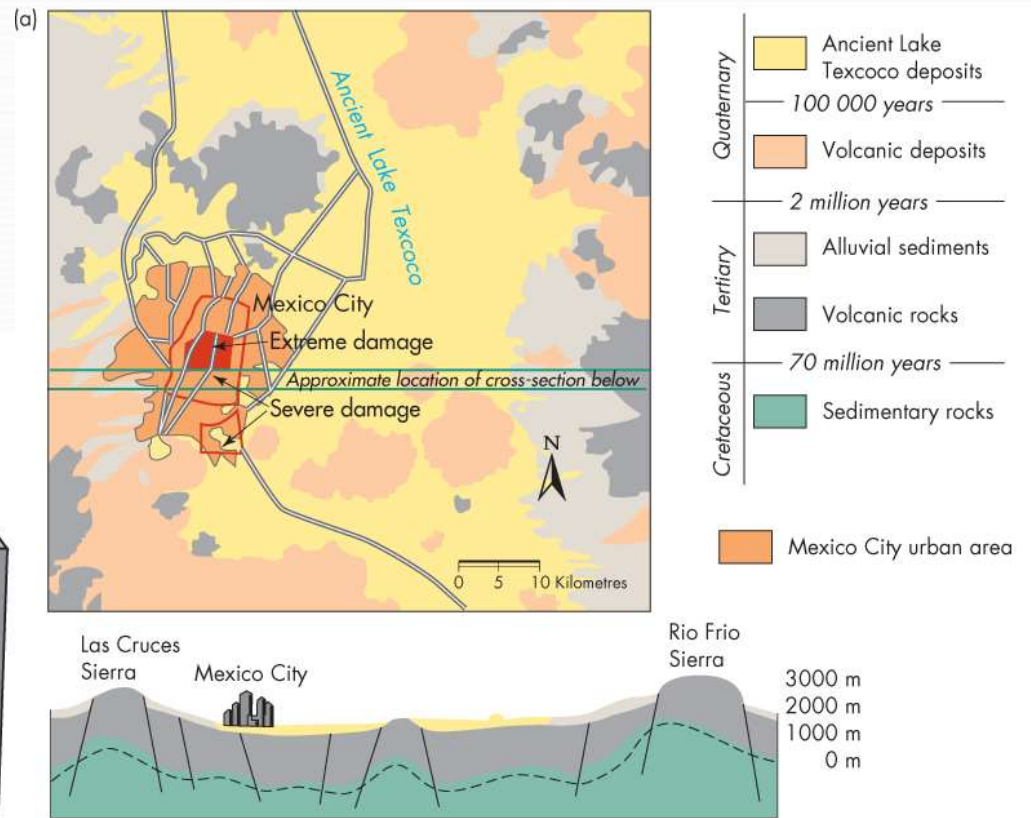 (a)
Ancient Lake Texcoco
Mexico City
Extreme damage
Approximate location of cross-section below
Severe damage
N
0 5 10 Kilometres
Quaternary
Ancient Lake
Texcoco deposits
100 000 years
Volcanic deposits
2 million years
Tertiary
Alluvial sediments
Volcanic rocks
70 million years
Cretaceous
Sedimentary rocks
Mexico City urban area
Las Cruces
Sierra
Mexico City
Rio Frio
Sierra
3000 m
2000 m
1000 m
0 m